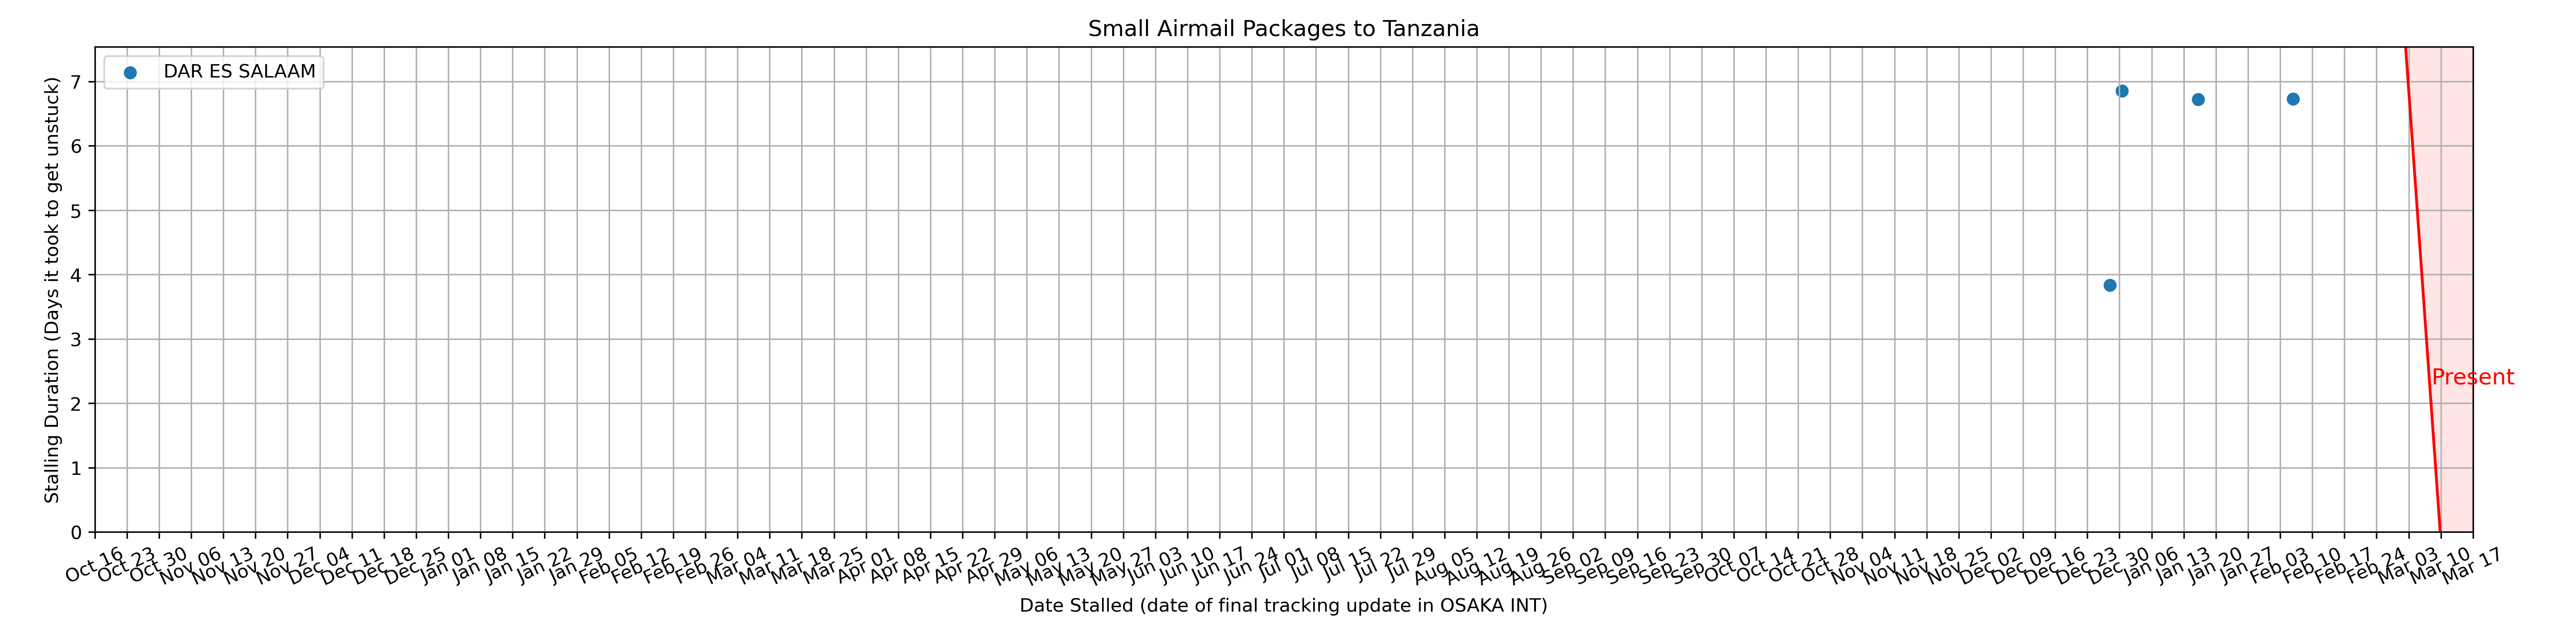 Small Airmail Packages to Tanzania
DAR ES SALAAM
Stalling Duration (Days it took to get unstuck)
7
6
5
4
3
2
1
0
Present
Oct 16 Oct 23 Oct 30 Nov 06 Nov 13 Nov 20 Nov 27 Dec 04 Dec 11 Dec 18 Dec 25 Jan 01 Jan 08 Jan 15 Jan 22 Jan 29 Feb 05 Feb 12 Feb 19 Feb 26 Mar 04 Mar 11 Mar 18 Mar 25 Apr 01 Apr 08 Apr 15 Apr 22 Apr 29 May 06 May 13 May 20 May 27 Jun 03 Jun 10 Jun 17 Jun 24 Jul 01 Jul 08 Jul 15 Jul 22 Jul 29 Aug 05 Aug 12 Aug 19 Aug 26 Sep 02 Sep 09 Sep 16 Sep 23 Sep 30 Oct 07 Oct 14 Oct 21 Oct 28 Nov 04 Nov 11 Nov 18 Nov 25 Dec 02 Dec 09 Dec 16 Dec 23 Dec 30 Jan 06 Jan 13 Jan 20 Jan 27 Feb 03 Feb 10 Feb 17 Feb 24 Mar 03 Mar 10 Mar 17
Date Stalled (date of final tracking update in OSAKA INT)